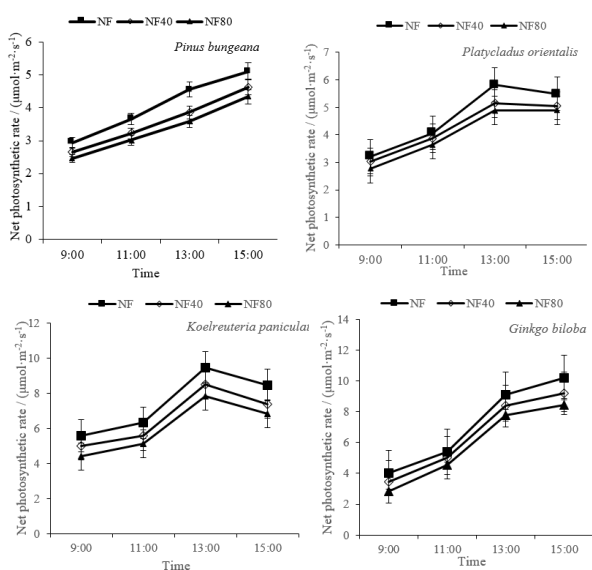 NF NF40 NF80
Pinus bungeana
Net photosynthetic rate / (μmol·m⁻²·s⁻¹)
6
5
4
3
2
1
0
9:00 11:00 13:00 15:00
Time
NF NF40 NF80
Platycladus orientalis
Net photosynthetic rate / (μmol·m⁻²·s⁻¹)
7
6
5
4
3
2
1
0
9:00 11:00 13:00 15:00
Time
NF NF40 NF80
Koelreuteria paniculai
Net photosynthetic rate / (μmol·m⁻²·s⁻¹)
12
10
8
6
4
2
0
9:00 11:00 13:00 15:00
Time
NF NF40 NF80
Ginkgo biloba
Net photosynthetic rate / (μmol·m⁻²·s⁻¹)
14
12
10
8
6
4
2
0
9:00 11:00 13:00 15:00
Time